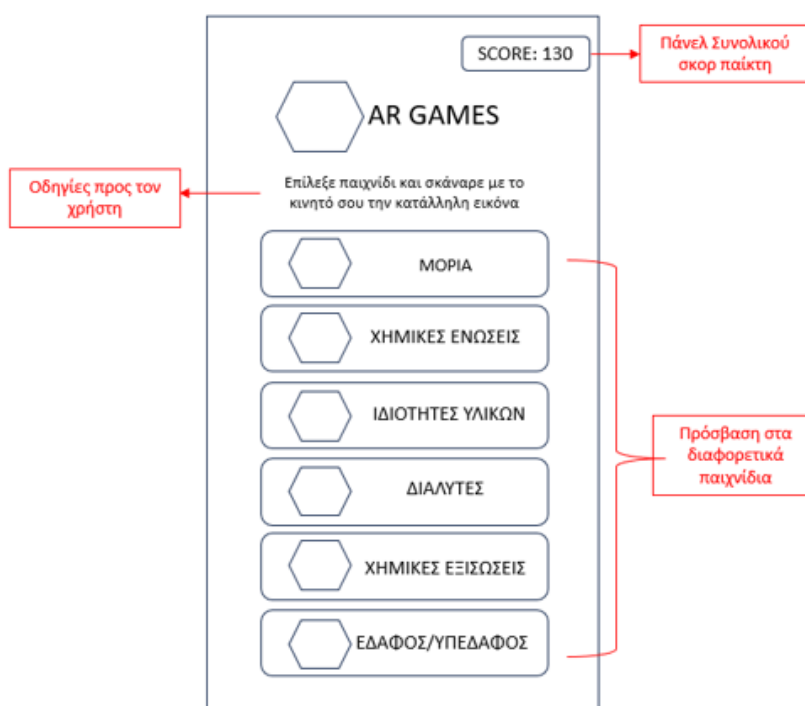 SCORE: 130
Πάνελ Συνολικού
σκορ παίκτη
AR GAMES
Οδηγίες προς τον
χρήστη
Επίλεξε παιχνίδι και σκάναρε με το
κινητό σου την κατάλληλη εικόνα
ΜΟΡΙΑ
ΧΗΜΙΚΕΣ ΕΝΩΣΕΙΣ
ΙΔΙΟΤΗΤΕΣ ΥΛΙΚΩΝ
Πρόσβαση στα
διαφορετικά
παιχνίδια
ΔΙΑΛΥΤΕΣ
ΧΗΜΙΚΕΣ ΕΞΙΣΩΣΕΙΣ
ΕΔΑΦΟΣ/ΥΠΕΔΑΦΟΣ